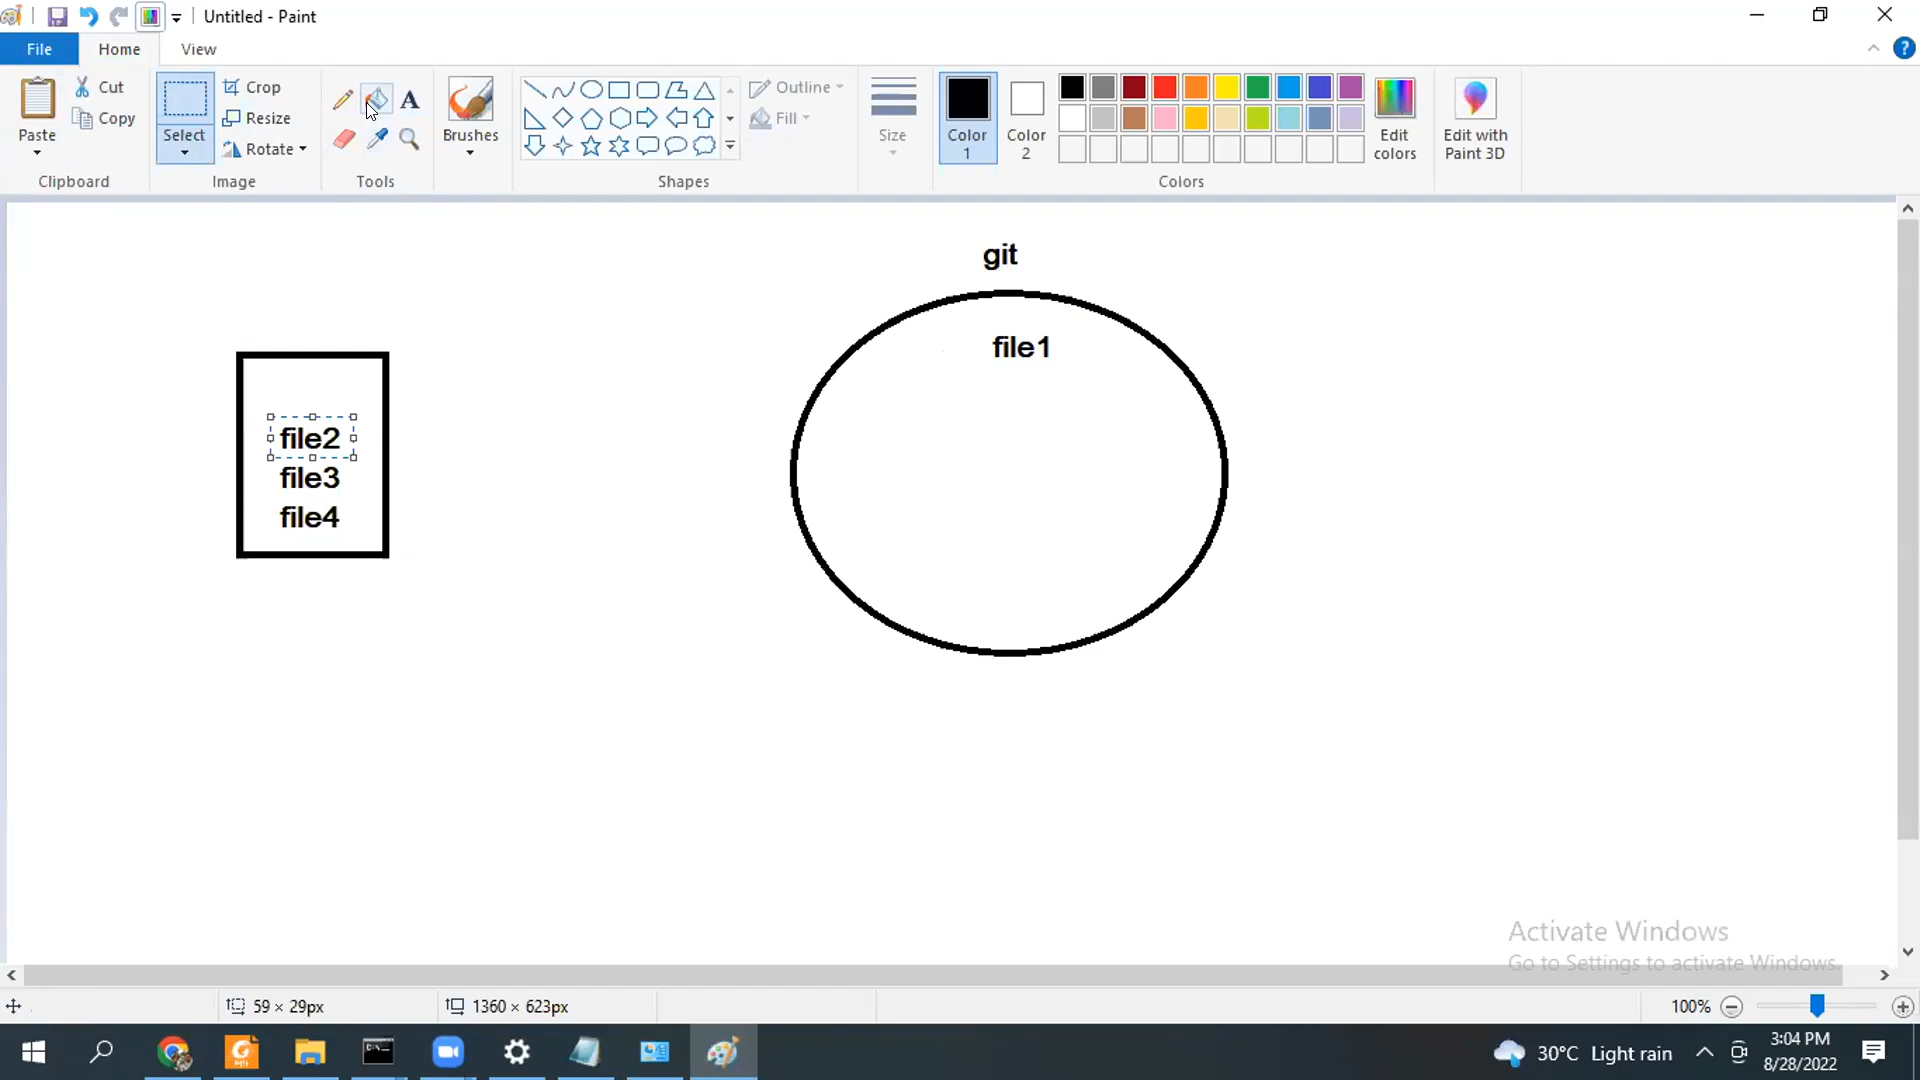 Untitled - Paint
File
Home
View
Paste
Cut
Copy
Clipboard
Select
Crop
Resize
Rotate
Image
A
Tools
Brushes
Shapes
Outline
Fill
Size
Color
1
Color
2
Edit
colors
Colors
Edit with
Paint 3D
git
file1
file2
file3
file4
Activate Windows
Go to Settings to activate Windows.
59 × 29px
1360 × 623px
100%
30°C Light rain
3:04 PM
8/28/2022